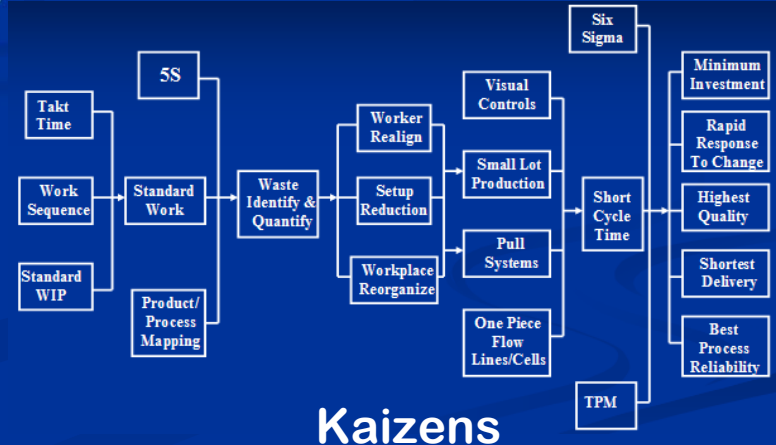 Takt
Time
Work
Sequence
Standard
WIP
5S
Standard
Work
Product/
Process
Mapping
Waste
Identify &
Quantify
Worker
Realign
Setup
Reduction
Workplace
Reorganize
Visual
Controls
Small Lot
Production
Pull
Systems
One Piece
Flow
Lines/Cells
Six
Sigma
Short
Cycle
Time
TPM
Minimum
Investment
Rapid
Response
To Change
Highest
Quality
Shortest
Delivery
Best
Process
Reliability
Kaizens